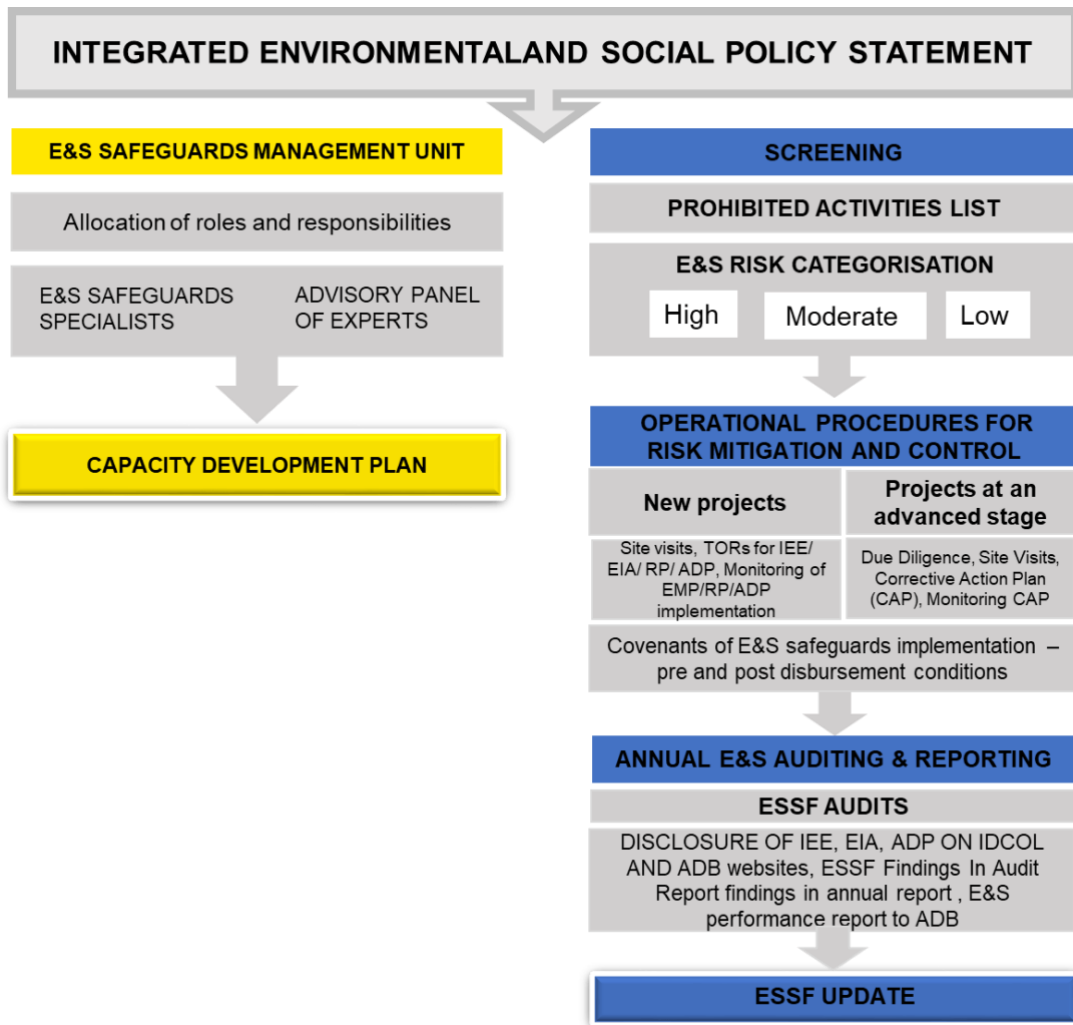 INTEGRATED ENVIRONMENTALAND SOCIAL POLICY STATEMENT
E&S SAFEGUARDS MANAGEMENT UNIT
Allocation of roles and responsibilities
E&S SAFEGUARDS
SPECIALISTS
ADVISORY PANEL
OF EXPERTS
CAPACITY DEVELOPMENT PLAN
SCREENING
PROHIBITED ACTIVITIES LIST
E&S RISK CATEGORISATION
High
Moderate
Low
OPERATIONAL PROCEDURES FOR
RISK MITIGATION AND CONTROL
New projects
Site visits, TORs for IEE/
EIA/ RP/ ADP, Monitoring of
EMP/RP/ADP
implementation
Projects at an
advanced stage
Due Diligence, Site Visits,
Corrective Action Plan
(CAP), Monitoring CAP
Covenants of E&S safeguards implementation –
pre and post disbursement conditions
ANNUAL E&S AUDITING & REPORTING
ESSF AUDITS
DISCLOSURE OF IEE, EIA, ADP ON IDCOL
AND ADB websites, ESSF Findings In Audit
Report findings in annual report , E&S
performance report to ADB
ESSF UPDATE